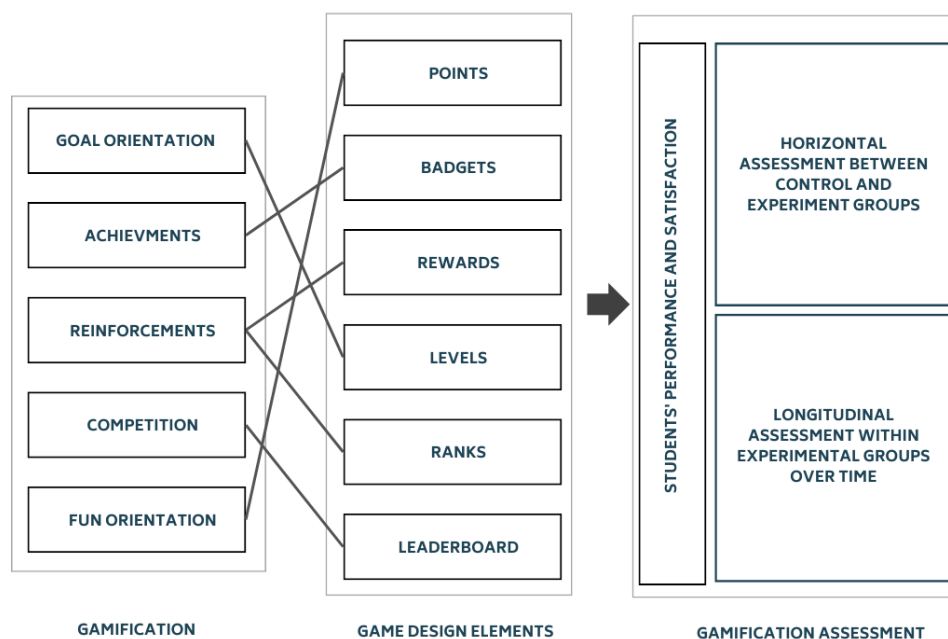 GOAL ORIENTATION
ACHIEVMENTS
REINFORCEMENTS
COMPETITION
FUN ORIENTATION
GAMIFICATION
POINTS
BADGETS
REWARDS
LEVELS
RANKS
LEADERBOARD
GAME DESIGN ELEMENTS
STUDENTS' PERFORMANCE AND SATISFACTION
HORIZONTAL
ASSESSMENT BETWEEN
CONTROL AND
EXPERIMENT GROUPS
LONGITUDINAL
ASSESSMENT WITHIN
EXPERIMENTAL GROUPS
OVER TIME
GAMIFICATION ASSESSMENT